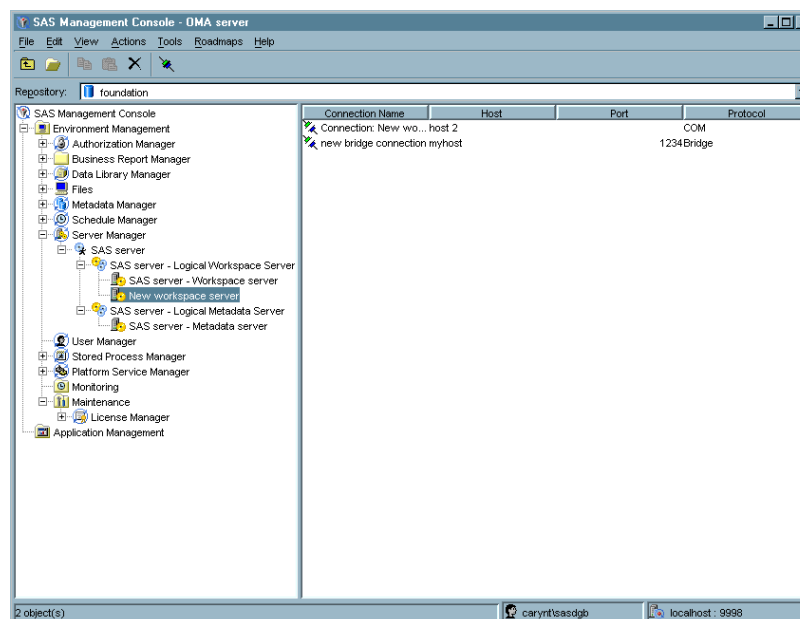 SAS Management Console - OMA server
File Edit View Actions Tools Roadmaps Help
Repository: foundation
SAS Management Console
Environment Management
Authorization Manager
Business Report Manager
Data Library Manager
Files
Metadata Manager
Schedule Manager
Server Manager
SAS server
SAS server - Logical Workspace Server
SAS server - Workspace server
New workspace server
SAS server - Logical Metadata Server
SAS server - Metadata server
User Manager
Stored Process Manager
Platform Service Manager
Monitoring
Maintenance
License Manager
Application Management
Connection Name Host Port Protocol
Connection: New wo... host 2 COM
new bridge connection myhost 1234 Bridge
2 object(s) carynt\sasdgb localhost : 9998